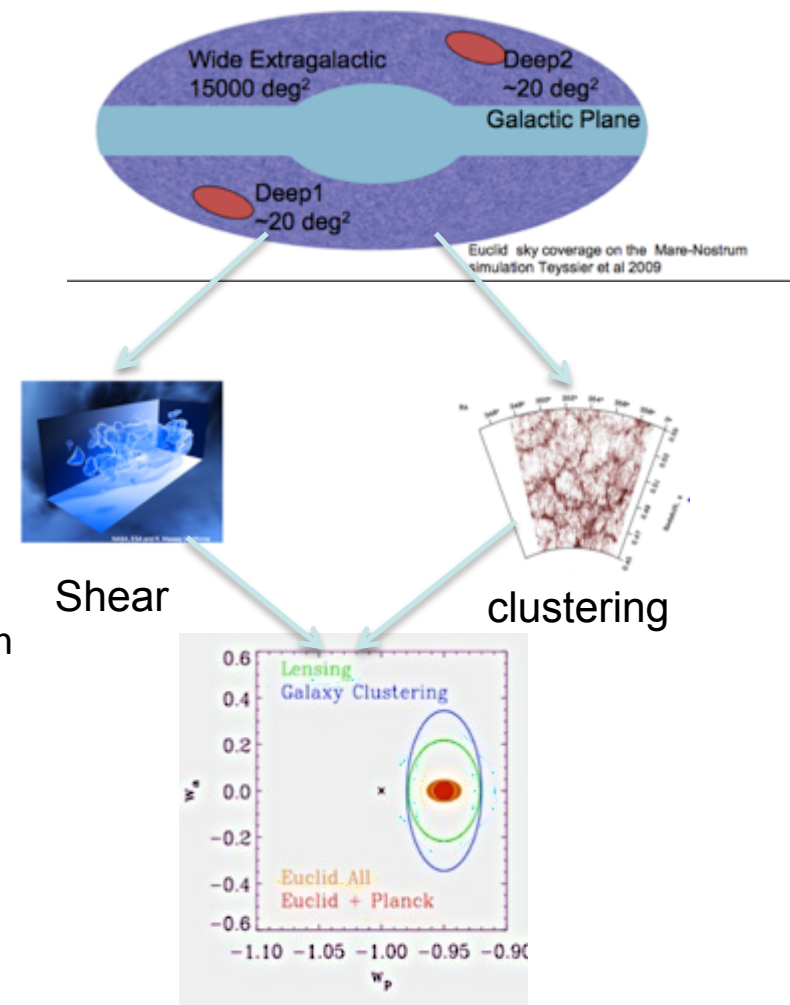 Wide Extragalactic
15000 deg²
Deep2
~20 deg²
Galactic Plane
Deep1
~20 deg²
Euclid sky coverage on the Mare-Nostrum
simulation Teyssier et al 2009
Shear
clustering
n
0.6
0.4
0.2
0.0
−0.2
−0.4
−0.6
wₐ
Lensing
Galaxy Clustering
Euclid All
Euclid + Planck
−1.10 −1.05 −1.00 −0.95 −0.90
wₚ